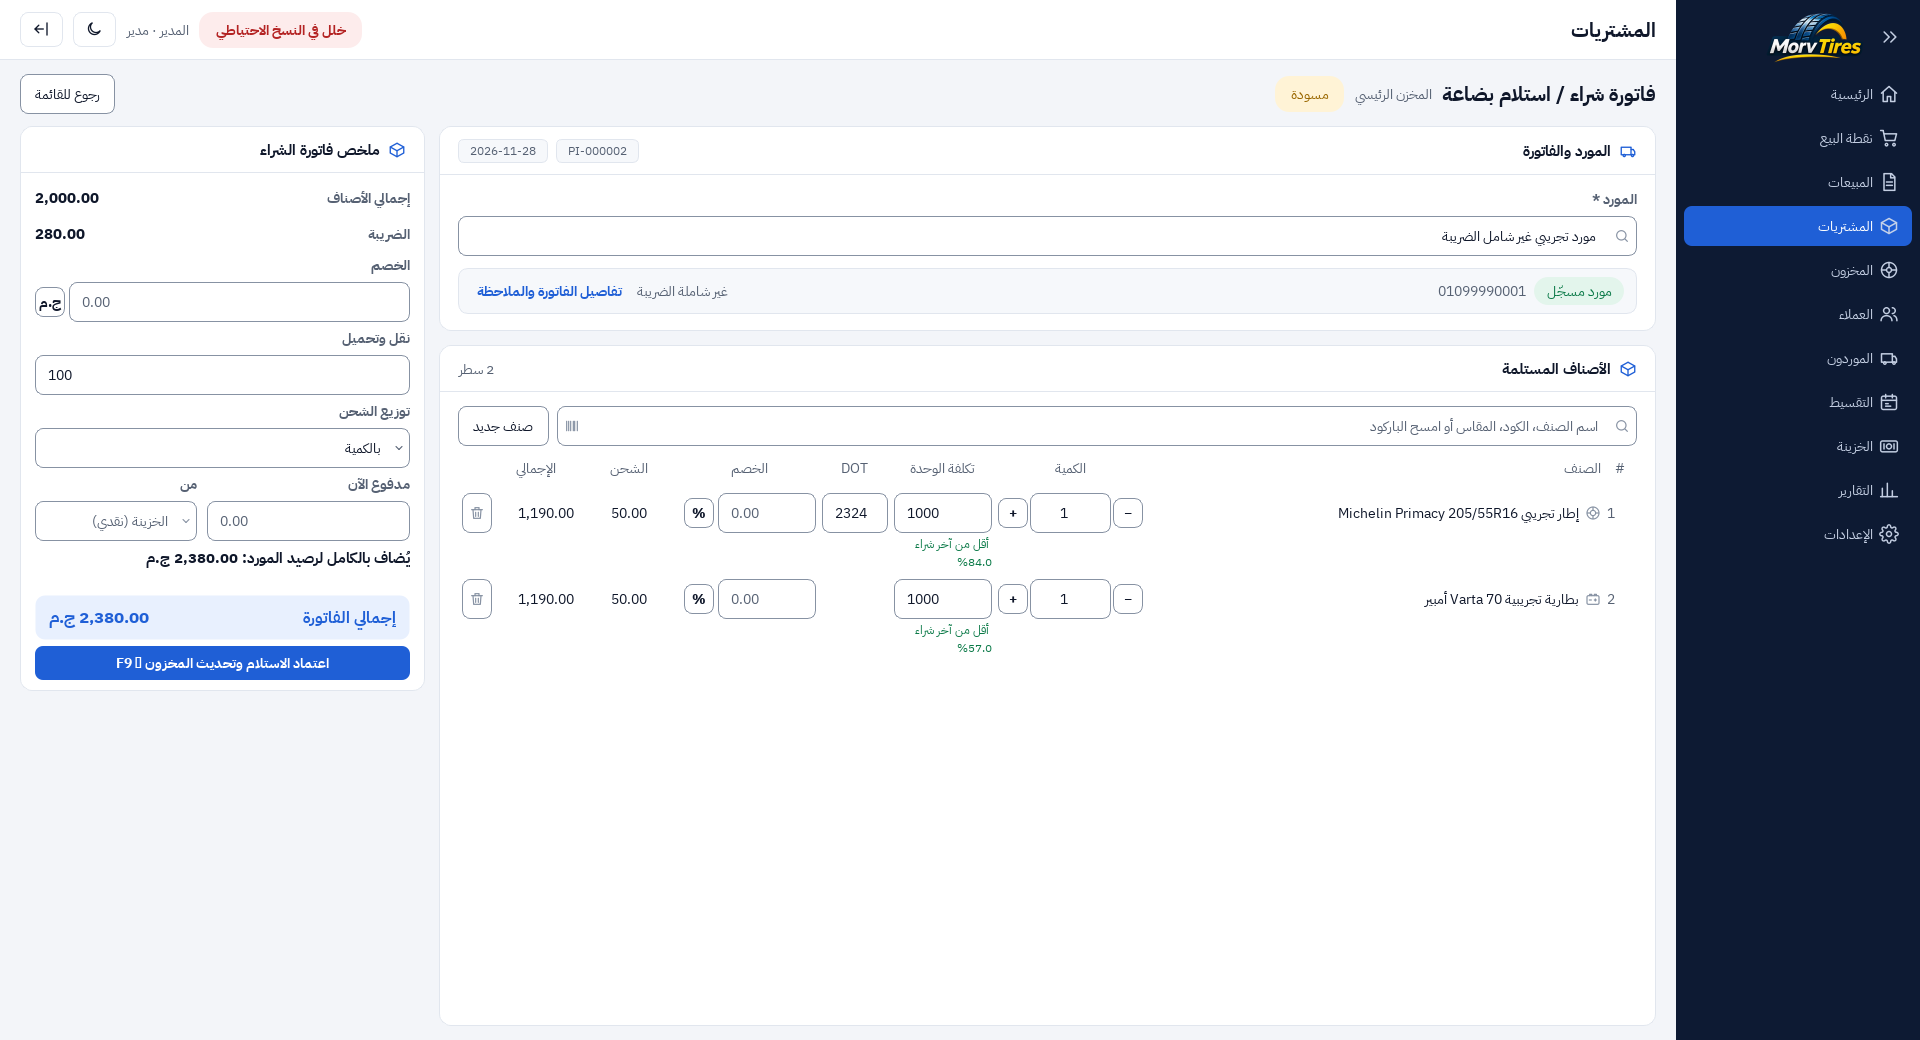 المشتريات
خلل في النسخ الاحتياطي
المدير · مدير
Morv Tires
الرئيسية
نقطة البيع
المبيعات
المشتريات
المخزون
العملاء
الموردون
التقسيط
الخزينة
التقارير
الإعدادات
فاتورة شراء / استلام بضاعة
المخزن الرئيسي
مسودة
رجوع للقائمة
المورد والفاتورة
PI-000002
2026-11-28
المورد *
مورد تجريبي غير شامل الضريبة
مورد مسجّل
01099990001
غير شاملة الضريبة
تفاصيل الفاتورة والملاحظة
الأصناف المستلمة
2 سطر
اسم الصنف، الكود، المقاس أو امسح الباركود
صنف جديد
# الصنف الكمية تكلفة الوحدة DOT الخصم الشحن الإجمالي
1 إطار تجريبي Michelin Primacy 205/55R16 − 1 + 1000 2324 0.00 % 50.00 1,190.00
أقل من آخر شراء
%84.0
2 بطارية تجريبية Varta 70 أمبير − 1 + 1000 0.00 % 50.00 1,190.00
أقل من آخر شراء
%57.0
ملخص فاتورة الشراء
إجمالي الأصناف 2,000.00
الضريبة 280.00
الخصم
0.00 ج.م
نقل وتحميل
100
توزيع الشحن
بالكمية
مدفوع الآن
0.00
من
الخزينة (نقدي)
يُضاف بالكامل لرصيد المورد: 2,380.00 ج.م
إجمالي الفاتورة 2,380.00 ج.م
اعتماد الاستلام وتحديث المخزون F9